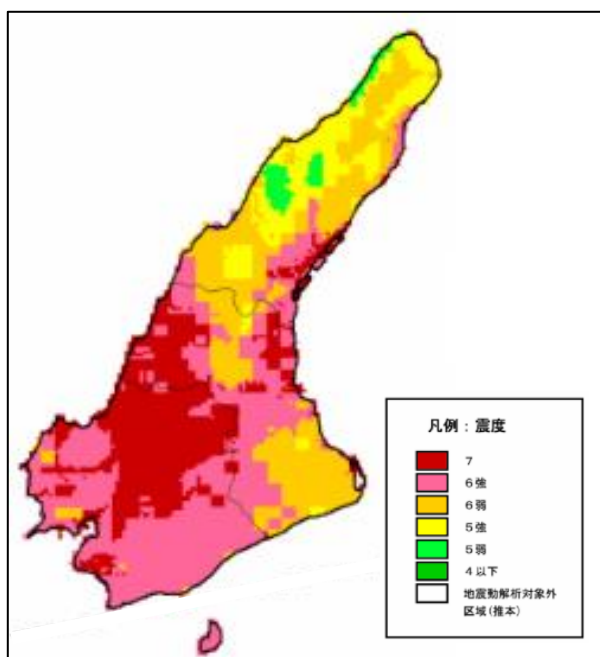 凡例：震度
７
６強
６弱
５強
５弱
４以下
地震動解析対象外
区域(推本)